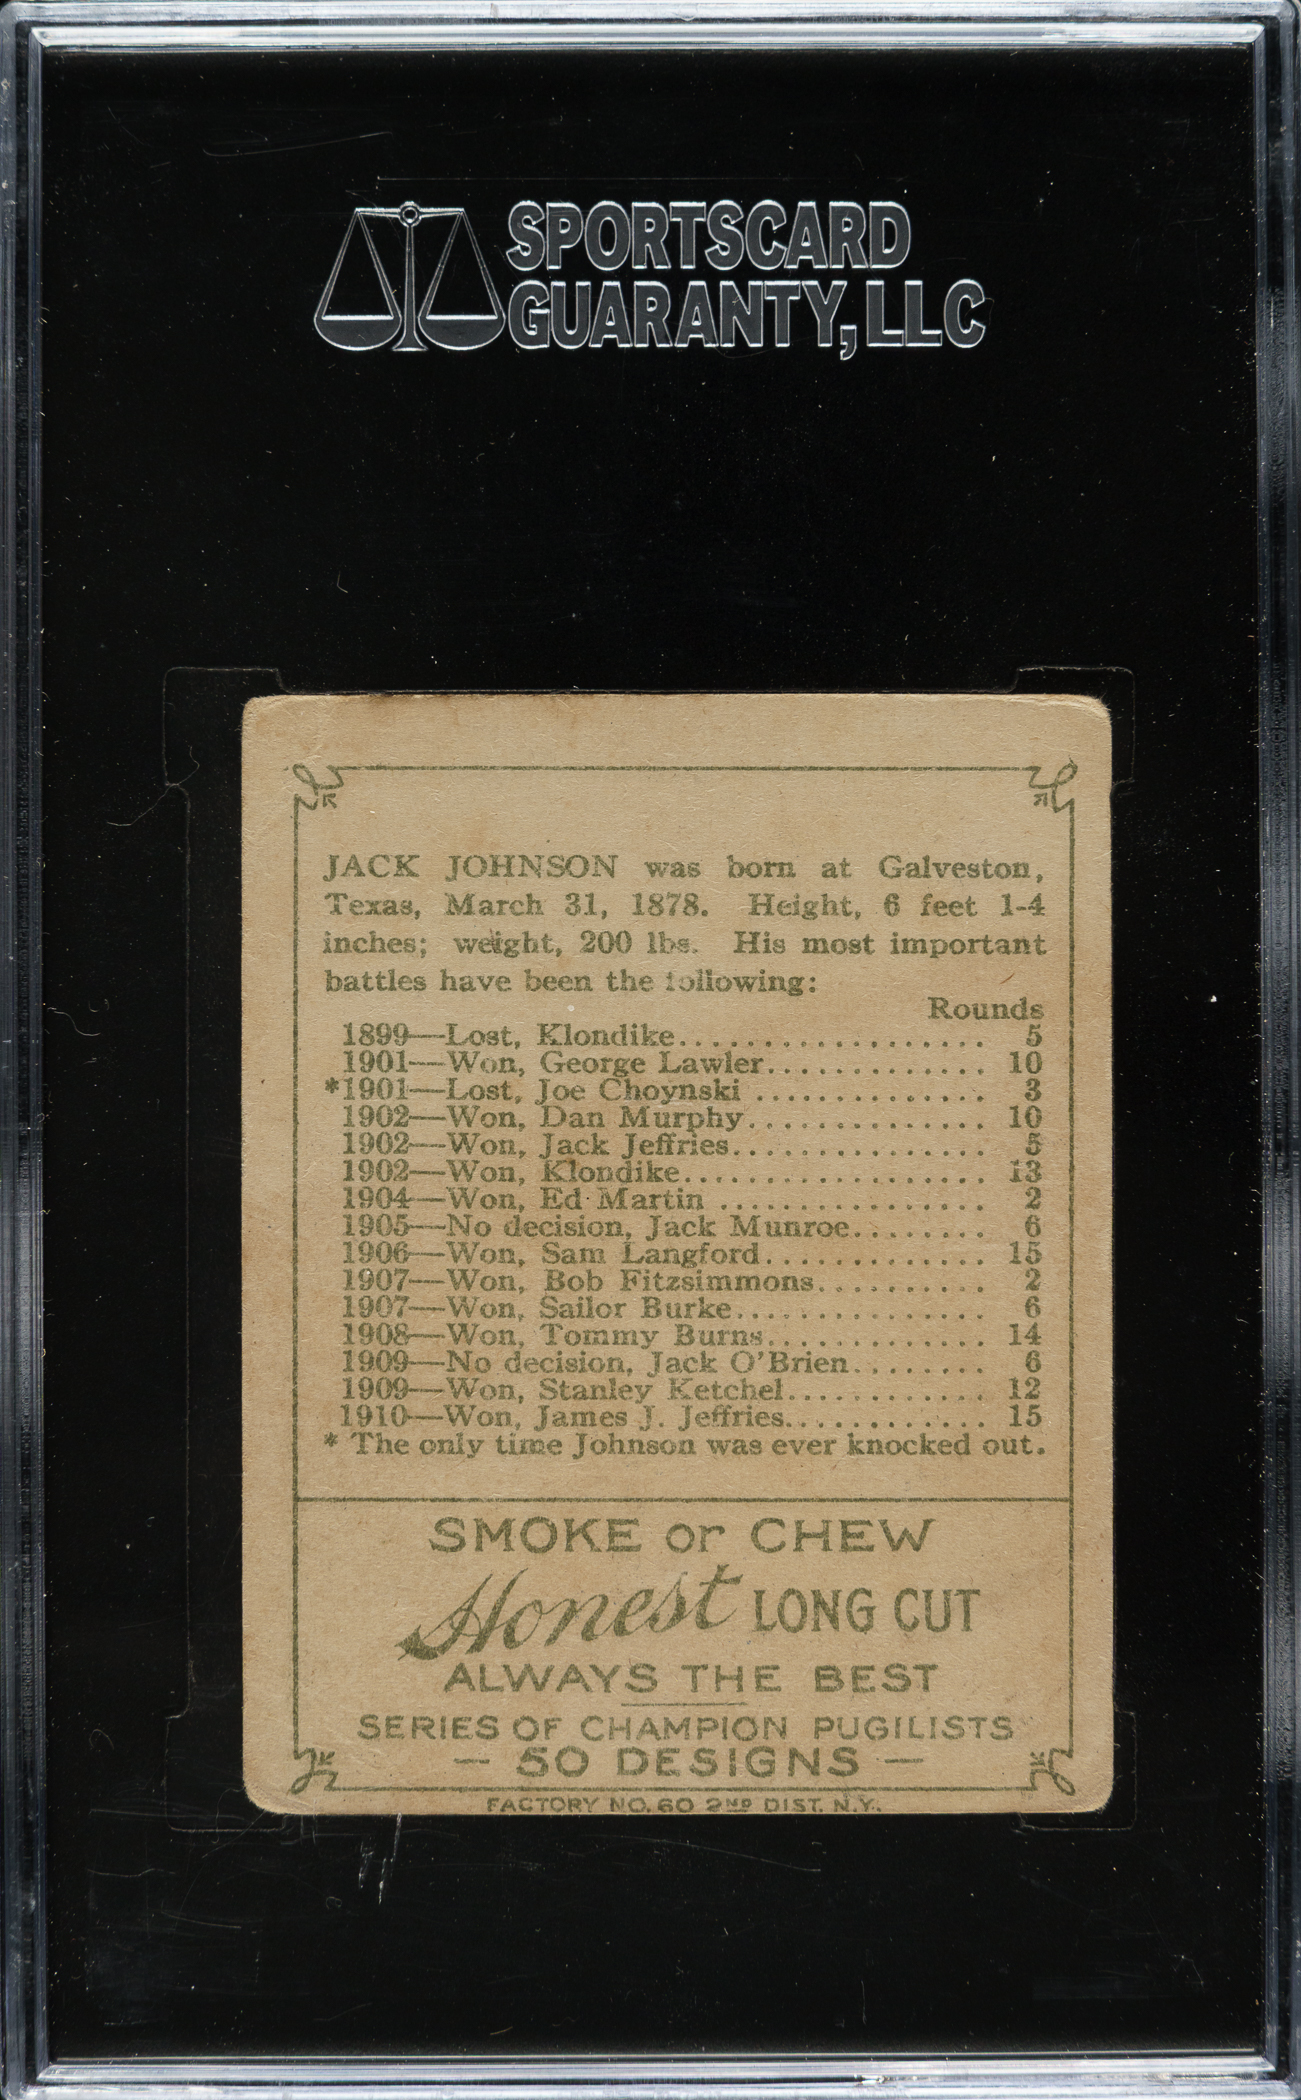 SPORTSCARD
GUARANTY, LLC
JACK JOHNSON was born at Galveston,
Texas, March 31, 1878. Height, 6 feet 1-4
inches; weight, 200 lbs. His most important
battles have been the following:
Rounds
1899—Lost, Klondike................... 5
1901—Won, George Lawler.............. 10
*1901—Lost, Joe Choynski .............. 3
1902—Won, Dan Murphy............... 10
1902—Won, Jack Jeffries................ 5
1902—Won, Klondike................... 13
1904—Won, Ed Martin ................. 2
1905—No decision, Jack Munroe........ 6
1906—Won, Sam Langford.............. 15
1907—Won, Bob Fitzsimmons........... 2
1907—Won, Sailor Burke................ 6
1908—Won, Tommy Burns.............. 14
1909—No decision, Jack O'Brien........ 6
1909—Won, Stanley Ketchel............. 12
1910—Won, James J. Jeffries............ 15
* The only time Johnson was ever knocked out.
SMOKE or CHEW
Honest LONG CUT
ALWAYS THE BEST
SERIES OF CHAMPION PUGILISTS
— 50 DESIGNS —
FACTORY NO. 60 2ND DIST. N.Y.